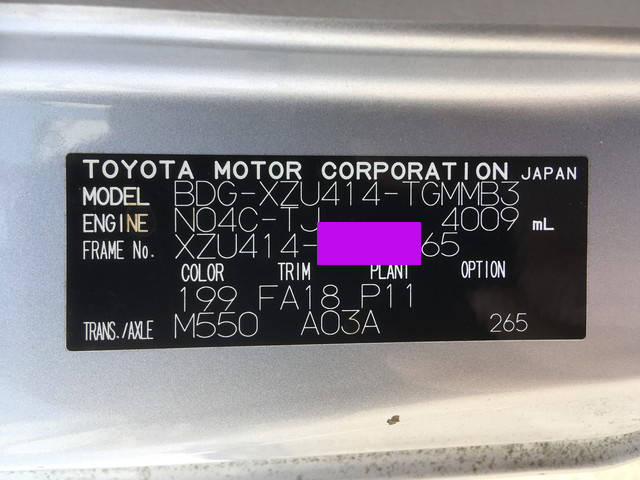 TOYOTA MOTOR CORPORATION JAPAN
MODEL BDG-XZU414-TGMMB3
ENGINE N04C-TJ 4009 mL
FRAME No. XZU414- 65
COLOR TRIM PLANT OPTION
199 FA18 P11
TRANS./AXLE M550 A03A 265